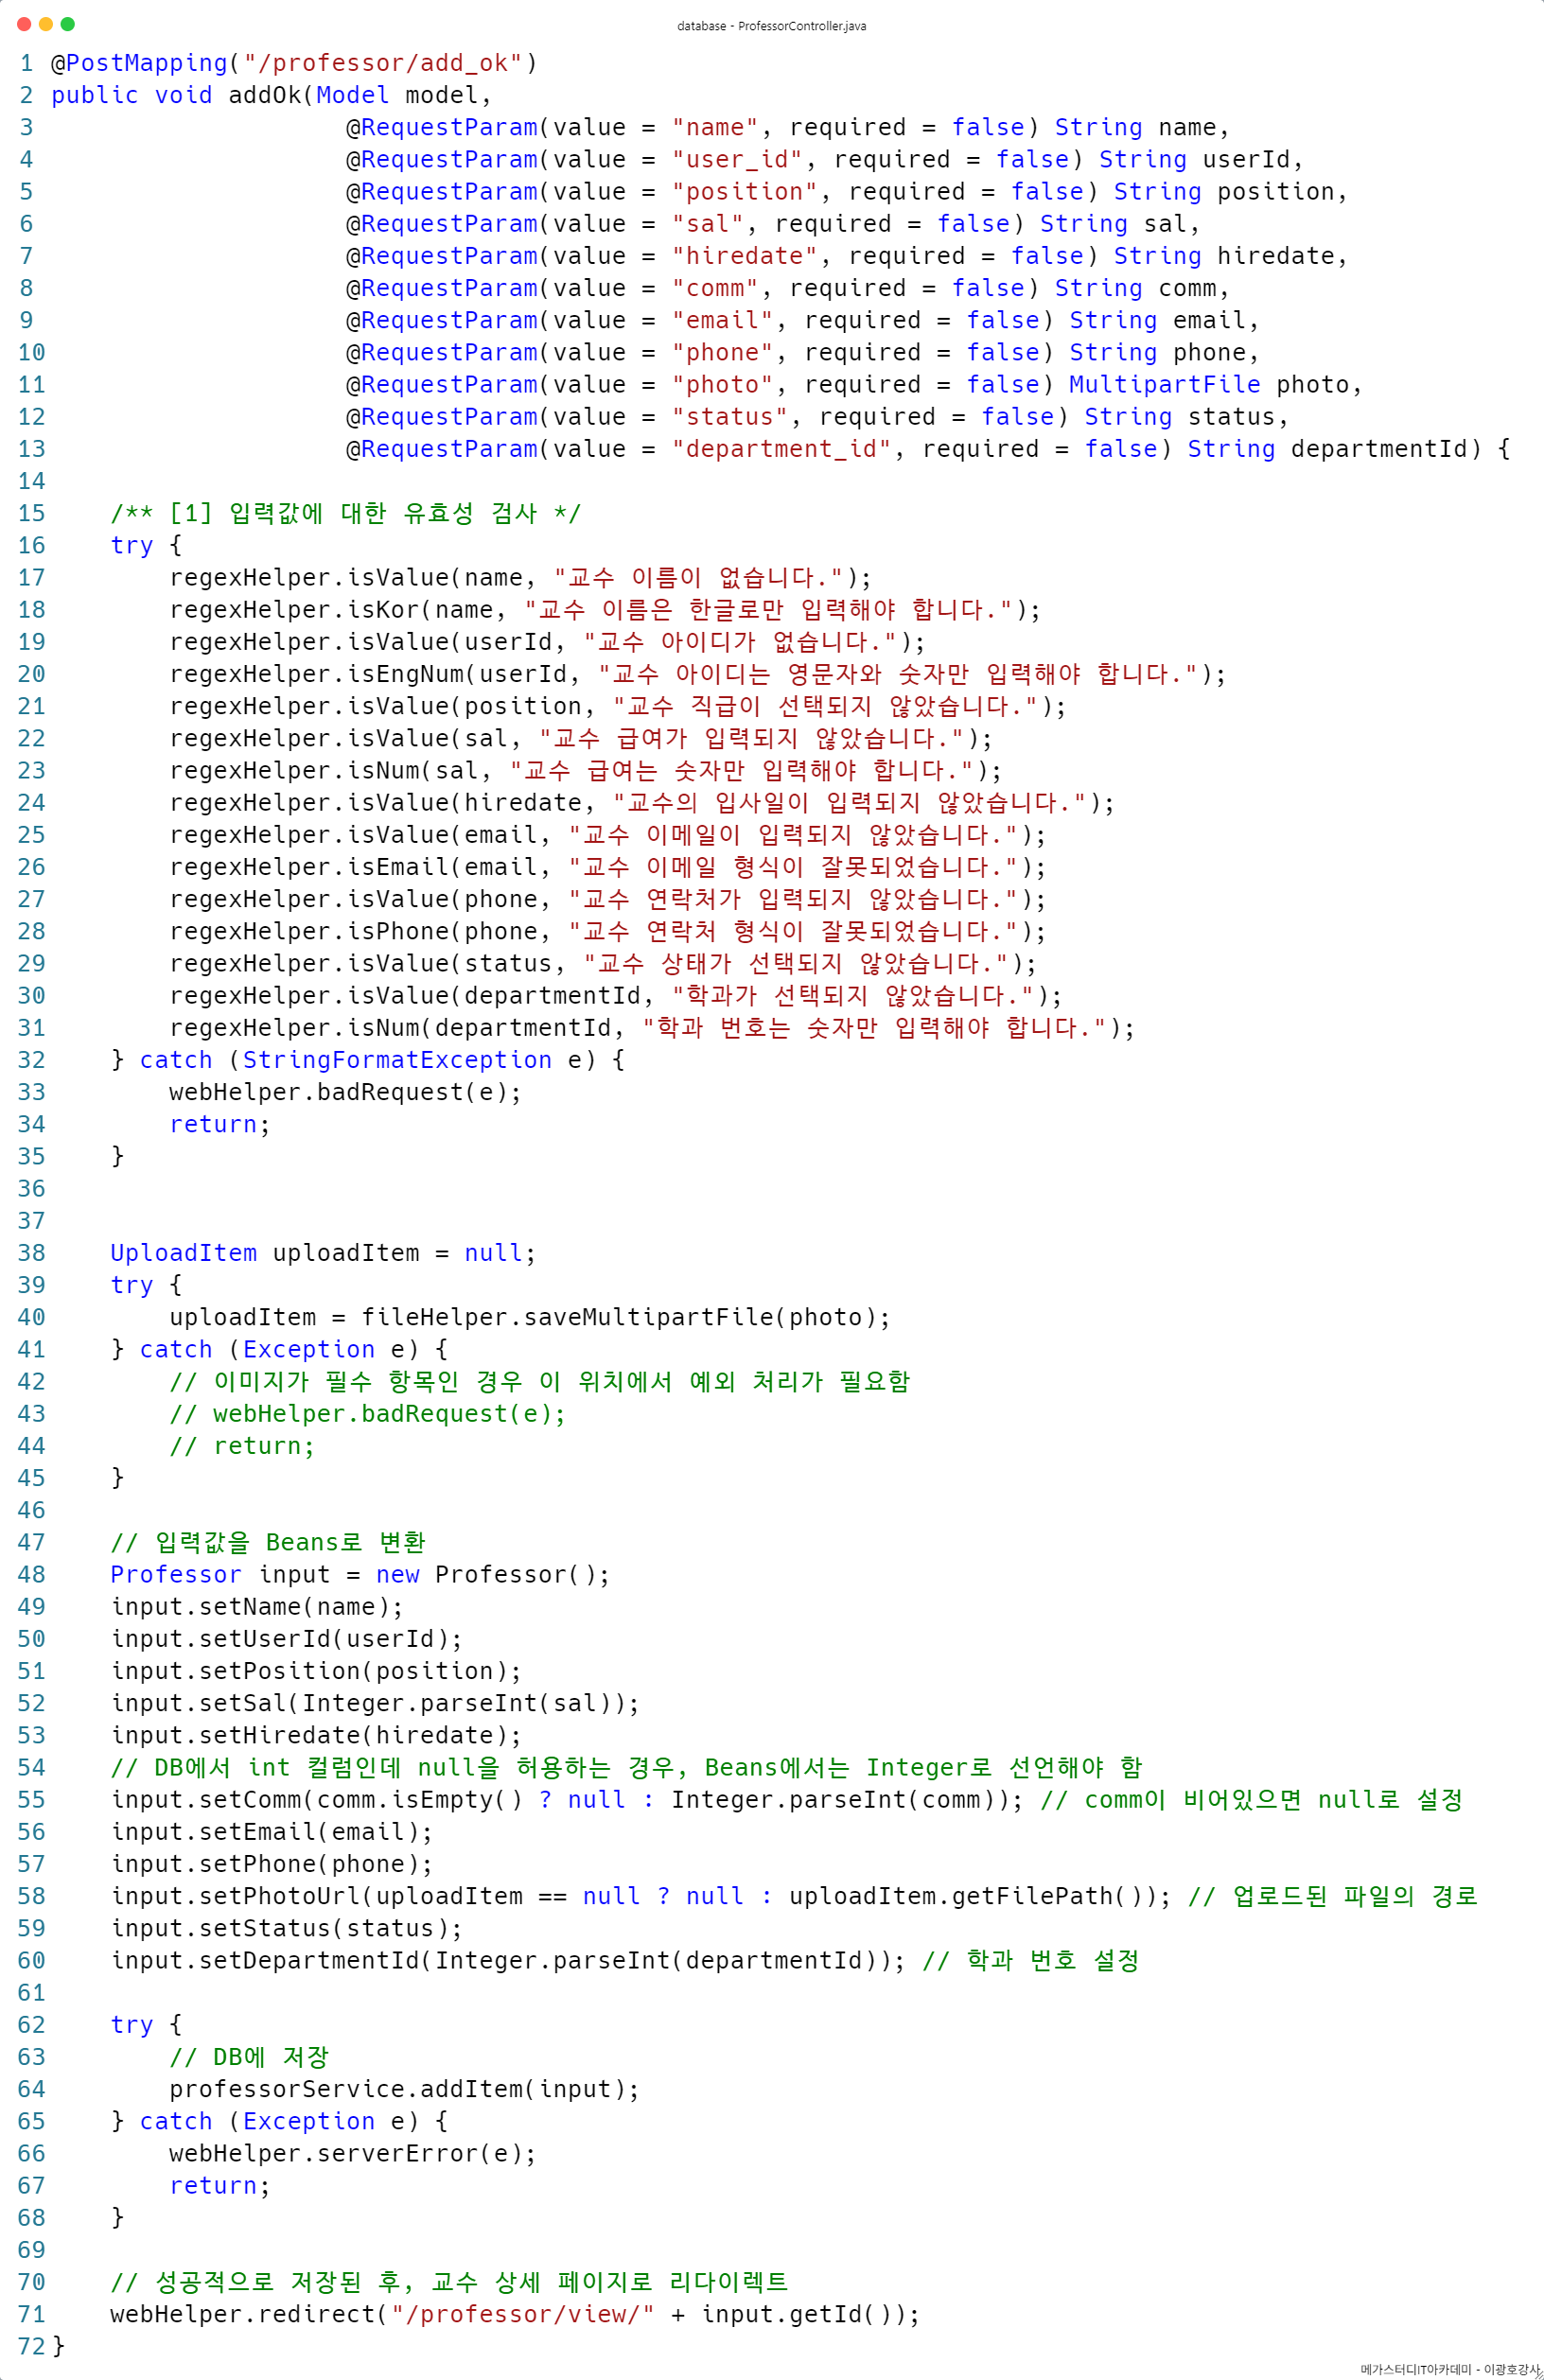 database - ProfessorController.java
1 @PostMapping("/professor/add_ok")
2 public void addOk(Model model,
3                     @RequestParam(value = "name", required = false) String name,
4                     @RequestParam(value = "user_id", required = false) String userId,
5                     @RequestParam(value = "position", required = false) String position,
6                     @RequestParam(value = "sal", required = false) String sal,
7                     @RequestParam(value = "hiredate", required = false) String hiredate,
8                     @RequestParam(value = "comm", required = false) String comm,
9                     @RequestParam(value = "email", required = false) String email,
10                     @RequestParam(value = "phone", required = false) String phone,
11                     @RequestParam(value = "photo", required = false) MultipartFile photo,
12                     @RequestParam(value = "status", required = false) String status,
13                     @RequestParam(value = "department_id", required = false) String departmentId) {
14
15     /** [1] 입력값에 대한 유효성 검사 */
16     try {
17         regexHelper.isValue(name, "교수 이름이 없습니다.");
18         regexHelper.isKor(name, "교수 이름은 한글로만 입력해야 합니다.");
19         regexHelper.isValue(userId, "교수 아이디가 없습니다.");
20         regexHelper.isEngNum(userId, "교수 아이디는 영문자와 숫자만 입력해야 합니다.");
21         regexHelper.isValue(position, "교수 직급이 선택되지 않았습니다.");
22         regexHelper.isValue(sal, "교수 급여가 입력되지 않았습니다.");
23         regexHelper.isNum(sal, "교수 급여는 숫자만 입력해야 합니다.");
24         regexHelper.isValue(hiredate, "교수의 입사일이 입력되지 않았습니다.");
25         regexHelper.isValue(email, "교수 이메일이 입력되지 않았습니다.");
26         regexHelper.isEmail(email, "교수 이메일 형식이 잘못되었습니다.");
27         regexHelper.isValue(phone, "교수 연락처가 입력되지 않았습니다.");
28         regexHelper.isPhone(phone, "교수 연락처 형식이 잘못되었습니다.");
29         regexHelper.isValue(status, "교수 상태가 선택되지 않았습니다.");
30         regexHelper.isValue(departmentId, "학과가 선택되지 않았습니다.");
31         regexHelper.isNum(departmentId, "학과 번호는 숫자만 입력해야 합니다.");
32     } catch (StringFormatException e) {
33         webHelper.badRequest(e);
34         return;
35     }
36
37
38     UploadItem uploadItem = null;
39     try {
40         uploadItem = fileHelper.saveMultipartFile(photo);
41     } catch (Exception e) {
42         // 이미지가 필수 항목인 경우 이 위치에서 예외 처리가 필요함
43         // webHelper.badRequest(e);
44         // return;
45     }
46
47     // 입력값을 Beans로 변환
48     Professor input = new Professor();
49     input.setName(name);
50     input.setUserId(userId);
51     input.setPosition(position);
52     input.setSal(Integer.parseInt(sal));
53     input.setHiredate(hiredate);
54     // DB에서 int 컬럼인데 null을 허용하는 경우, Beans에서는 Integer로 선언해야 함
55     input.setComm(comm.isEmpty() ? null : Integer.parseInt(comm)); // comm이 비어있으면 null로 설정
56     input.setEmail(email);
57     input.setPhone(phone);
58     input.setPhotoUrl(uploadItem == null ? null : uploadItem.getFilePath()); // 업로드된 파일의 경로
59     input.setStatus(status);
60     input.setDepartmentId(Integer.parseInt(departmentId)); // 학과 번호 설정
61
62     try {
63         // DB에 저장
64         professorService.addItem(input);
65     } catch (Exception e) {
66         webHelper.serverError(e);
67         return;
68     }
69
70     // 성공적으로 저장된 후, 교수 상세 페이지로 리다이렉트
71     webHelper.redirect("/professor/view/" + input.getId());
72 }
메가스터디IT아카데미 - 이광호강사